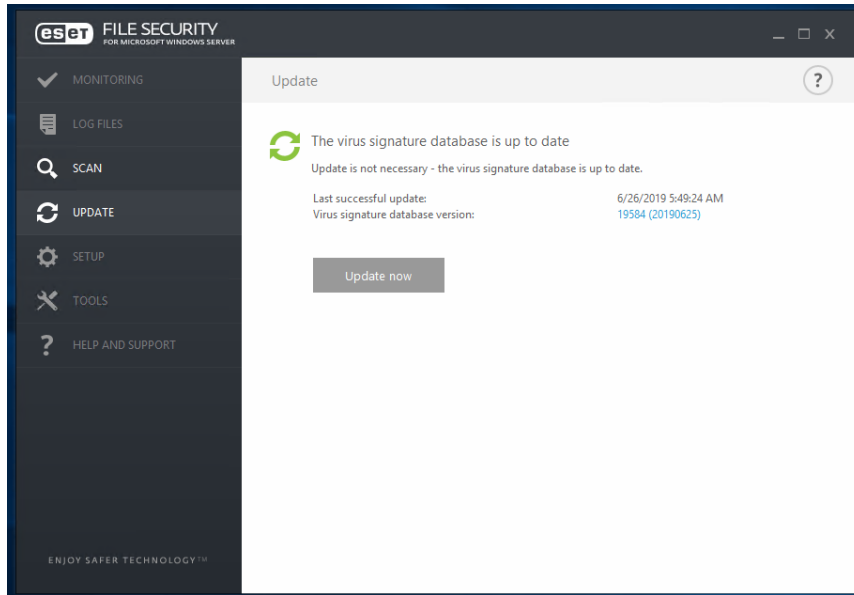 eset FILE SECURITY
FOR MICROSOFT WINDOWS SERVER
MONITORING
LOG FILES
SCAN
UPDATE
SETUP
TOOLS
HELP AND SUPPORT
ENJOY SAFER TECHNOLOGY™
Update
?
The virus signature database is up to date
Update is not necessary - the virus signature database is up to date.
Last successful update: 6/26/2019 5:49:24 AM
Virus signature database version: 19584 (20190625)
Update now